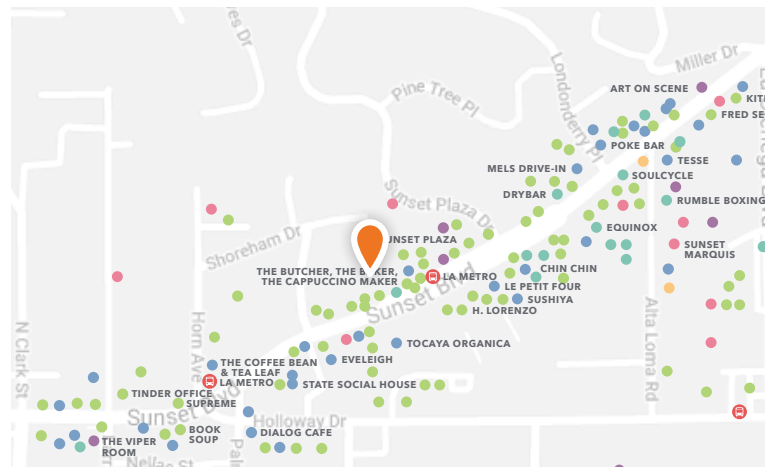 Miller Dr
ART ON SCENE
FRED SE
Pine Tree Pl
Londonderry Pl
POKE BAR
TESSE
MELS DRIVE-IN
SOULCYCLE
DRYBAR
RUMBLE BOXING
Sunset Plaza Dr
EQUINOX
SUNSET
MARQUIS
Shoreham Dr
THE BUTCHER, THE BAKER,
THE CAPPUCCINO MAKER
LA METRO
CHIN CHIN
LE PETIT FOUR
SUSHIYA
Sunset Blvd
H. LORENZO
N Clark St
Horn Ave
Alta Loma Rd
TOCAYA ORGANICA
EVELEIGH
THE COFFEE BEAN
& TEA LEAF
LA METRO
STATE SOCIAL HOUSE
TINDER OFFICE
SUPREME
Sunset Blvd
Holloway Dr
BOOK
SOUP
DIALOG CAFE
THE VIPER
ROOM